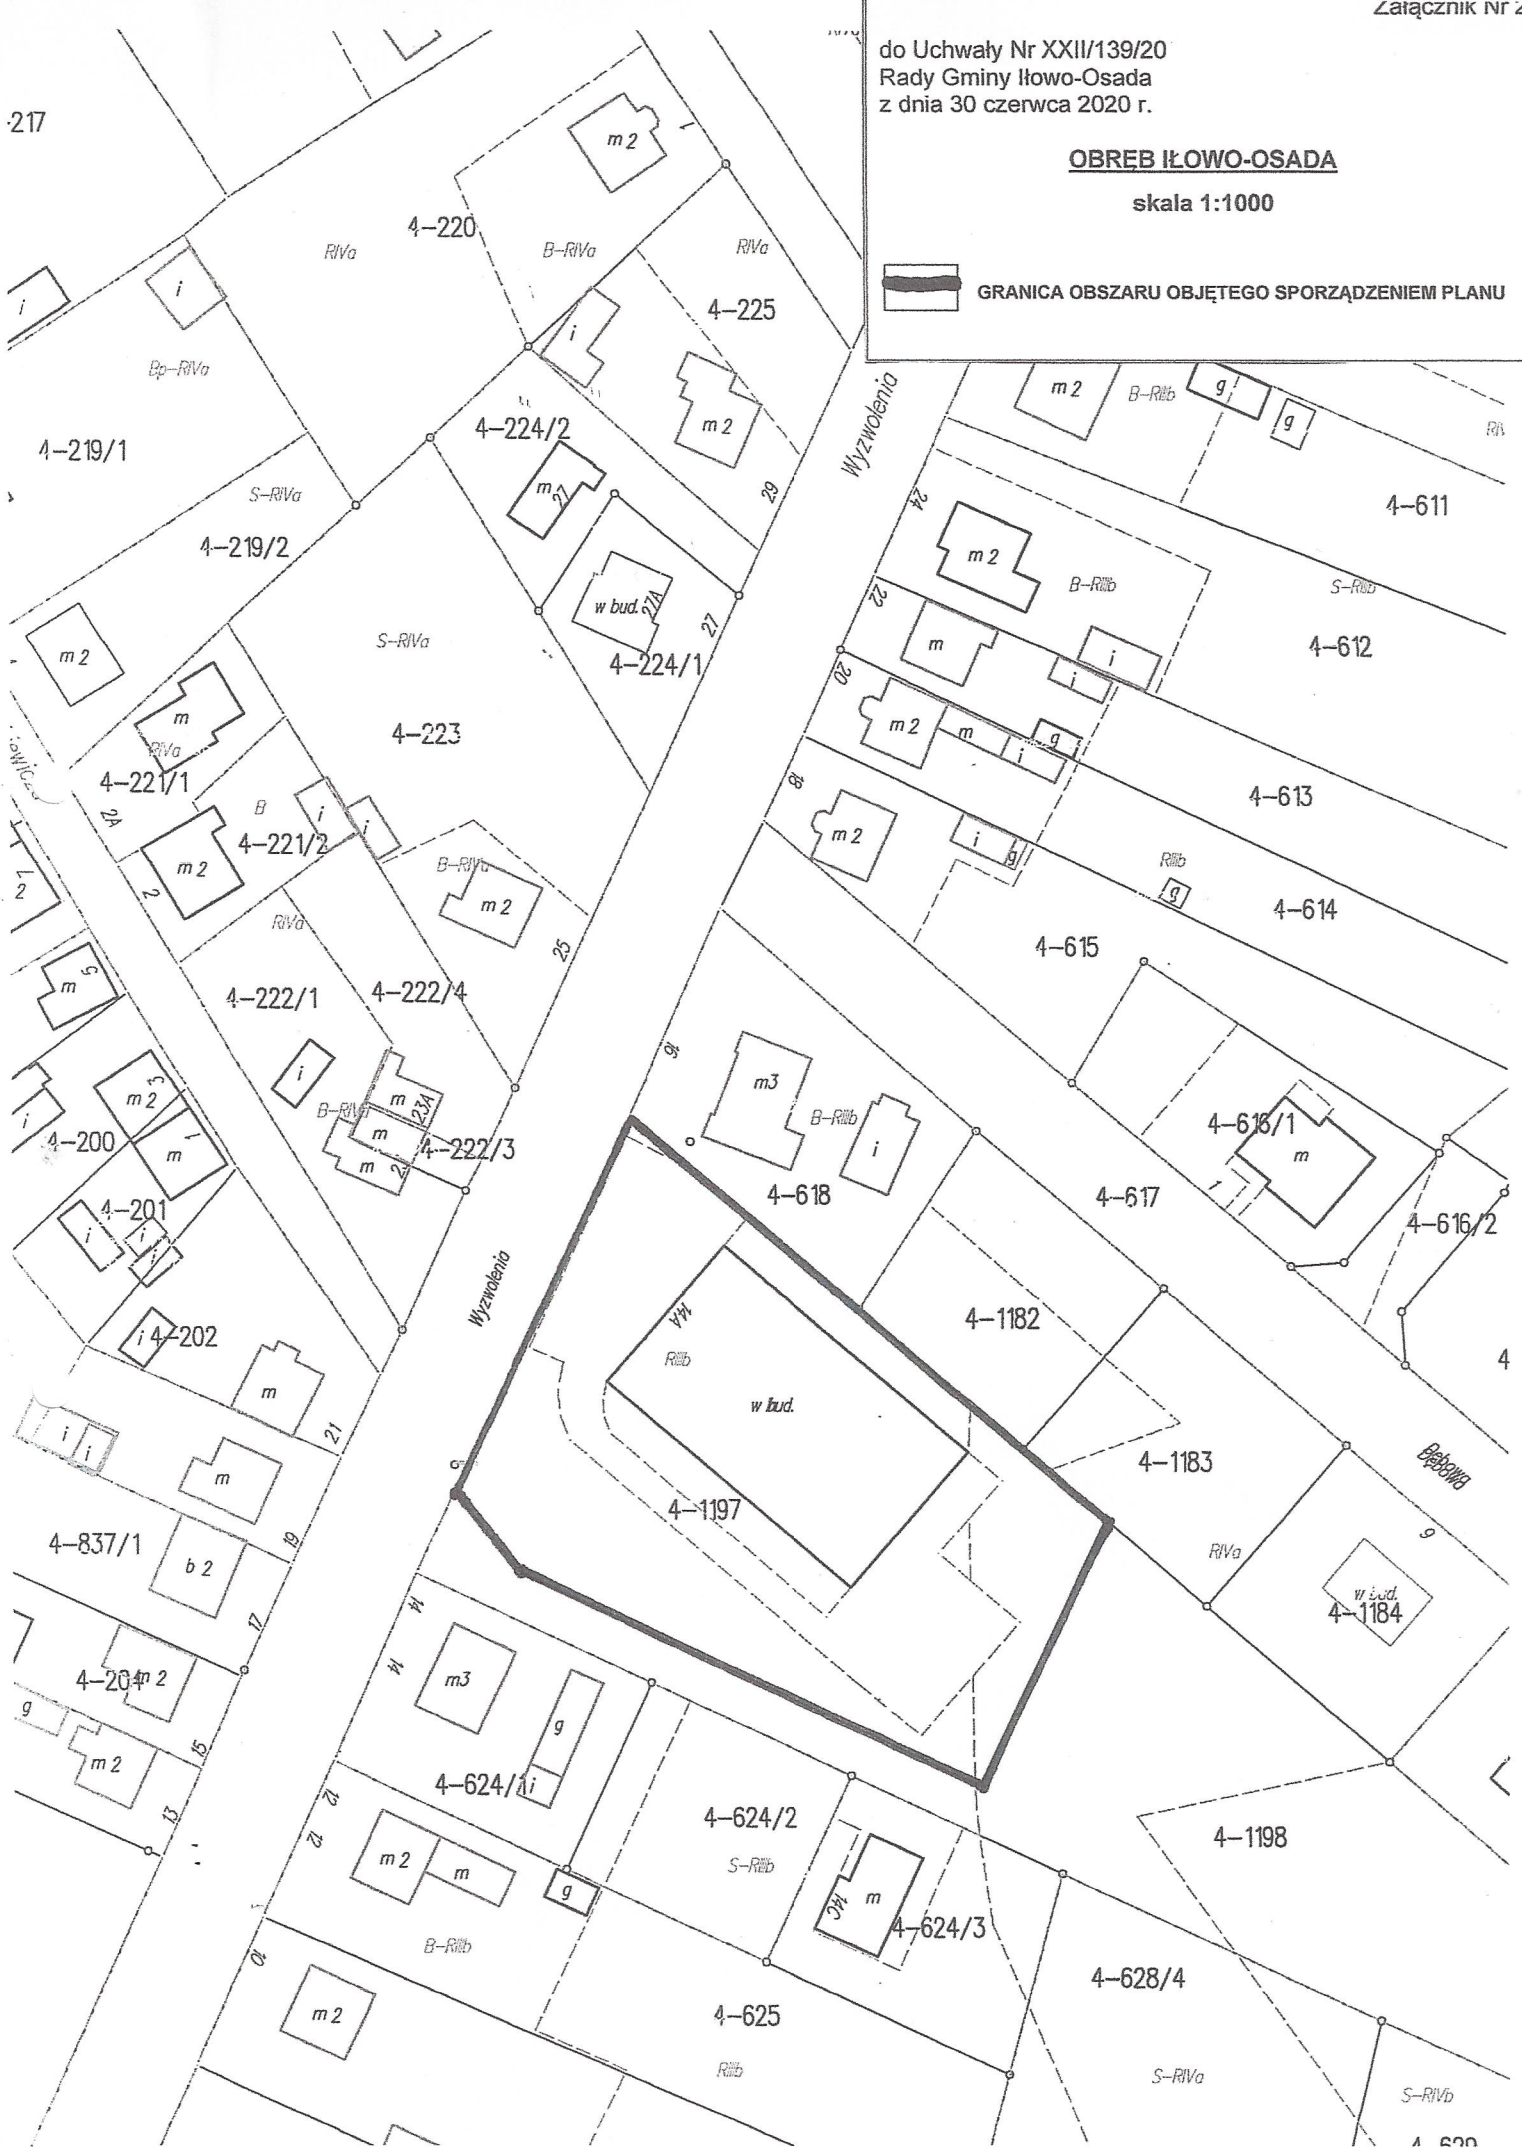 Załącznik Nr 2
do Uchwały Nr XXII/139/20
Rady Gminy Iłowo-Osada
z dnia 30 czerwca 2020 r.
OBRĘB IŁOWO-OSADA
skala 1:1000
GRANICA OBSZARU OBJĘTEGO SPORZĄDZENIEM PLANU
-217
m 2
1
4-220
RIVa
B-RIVa
RIVa
i
i
4-225
i
Bp-RIVa
m 2
4-219/1
4-224/2
Wyzwolenia
m 2
B-RIIIb
g
g
S-RIVa
m
27
29
24
4-611
4-219/2
m 2
B-RIIIb
S-RIIIb
w bud.
27A
27
22
m 2
S-RIVa
4-224/1
m
i
i
4-612
m
RIVa
4-223
20
m 2
m
i
g
4-221/1
2A
B
i
i
18
4-613
4-221/2
m 2
2
B-RIVa
m 2
m 2
i
g
RIIIb
g
4-614
L
2
RIVa
25
4-615
5
m
4-222/1
4-222/4
16
i
m 2
3
B-RIVa
m
23A
m3
B-RIIIb
i
4-616/1
m
4-200
1
m
m
m
4-222/3
4-618
4-617
4-616/2
4-201
i
i
Wyzwolenia
i
4-202
14A
RIIIb
4-1182
4
m
w bud.
i
i
21
m
4-1183
Dębowa
4-1197
4-837/1
b 2
19
RIVa
9
w bud.
4-1184
17
14
14
m3
4-204
m 2
g
g
15
m 2
4-624/1
i
13
12
12
4-624/2
4-1198
m 2
m
g
S-RIIIb
m
14C
4-624/3
B-RIIIb
10
4-628/4
m 2
4-625
RIIIb
S-RIVa
S-RIVb